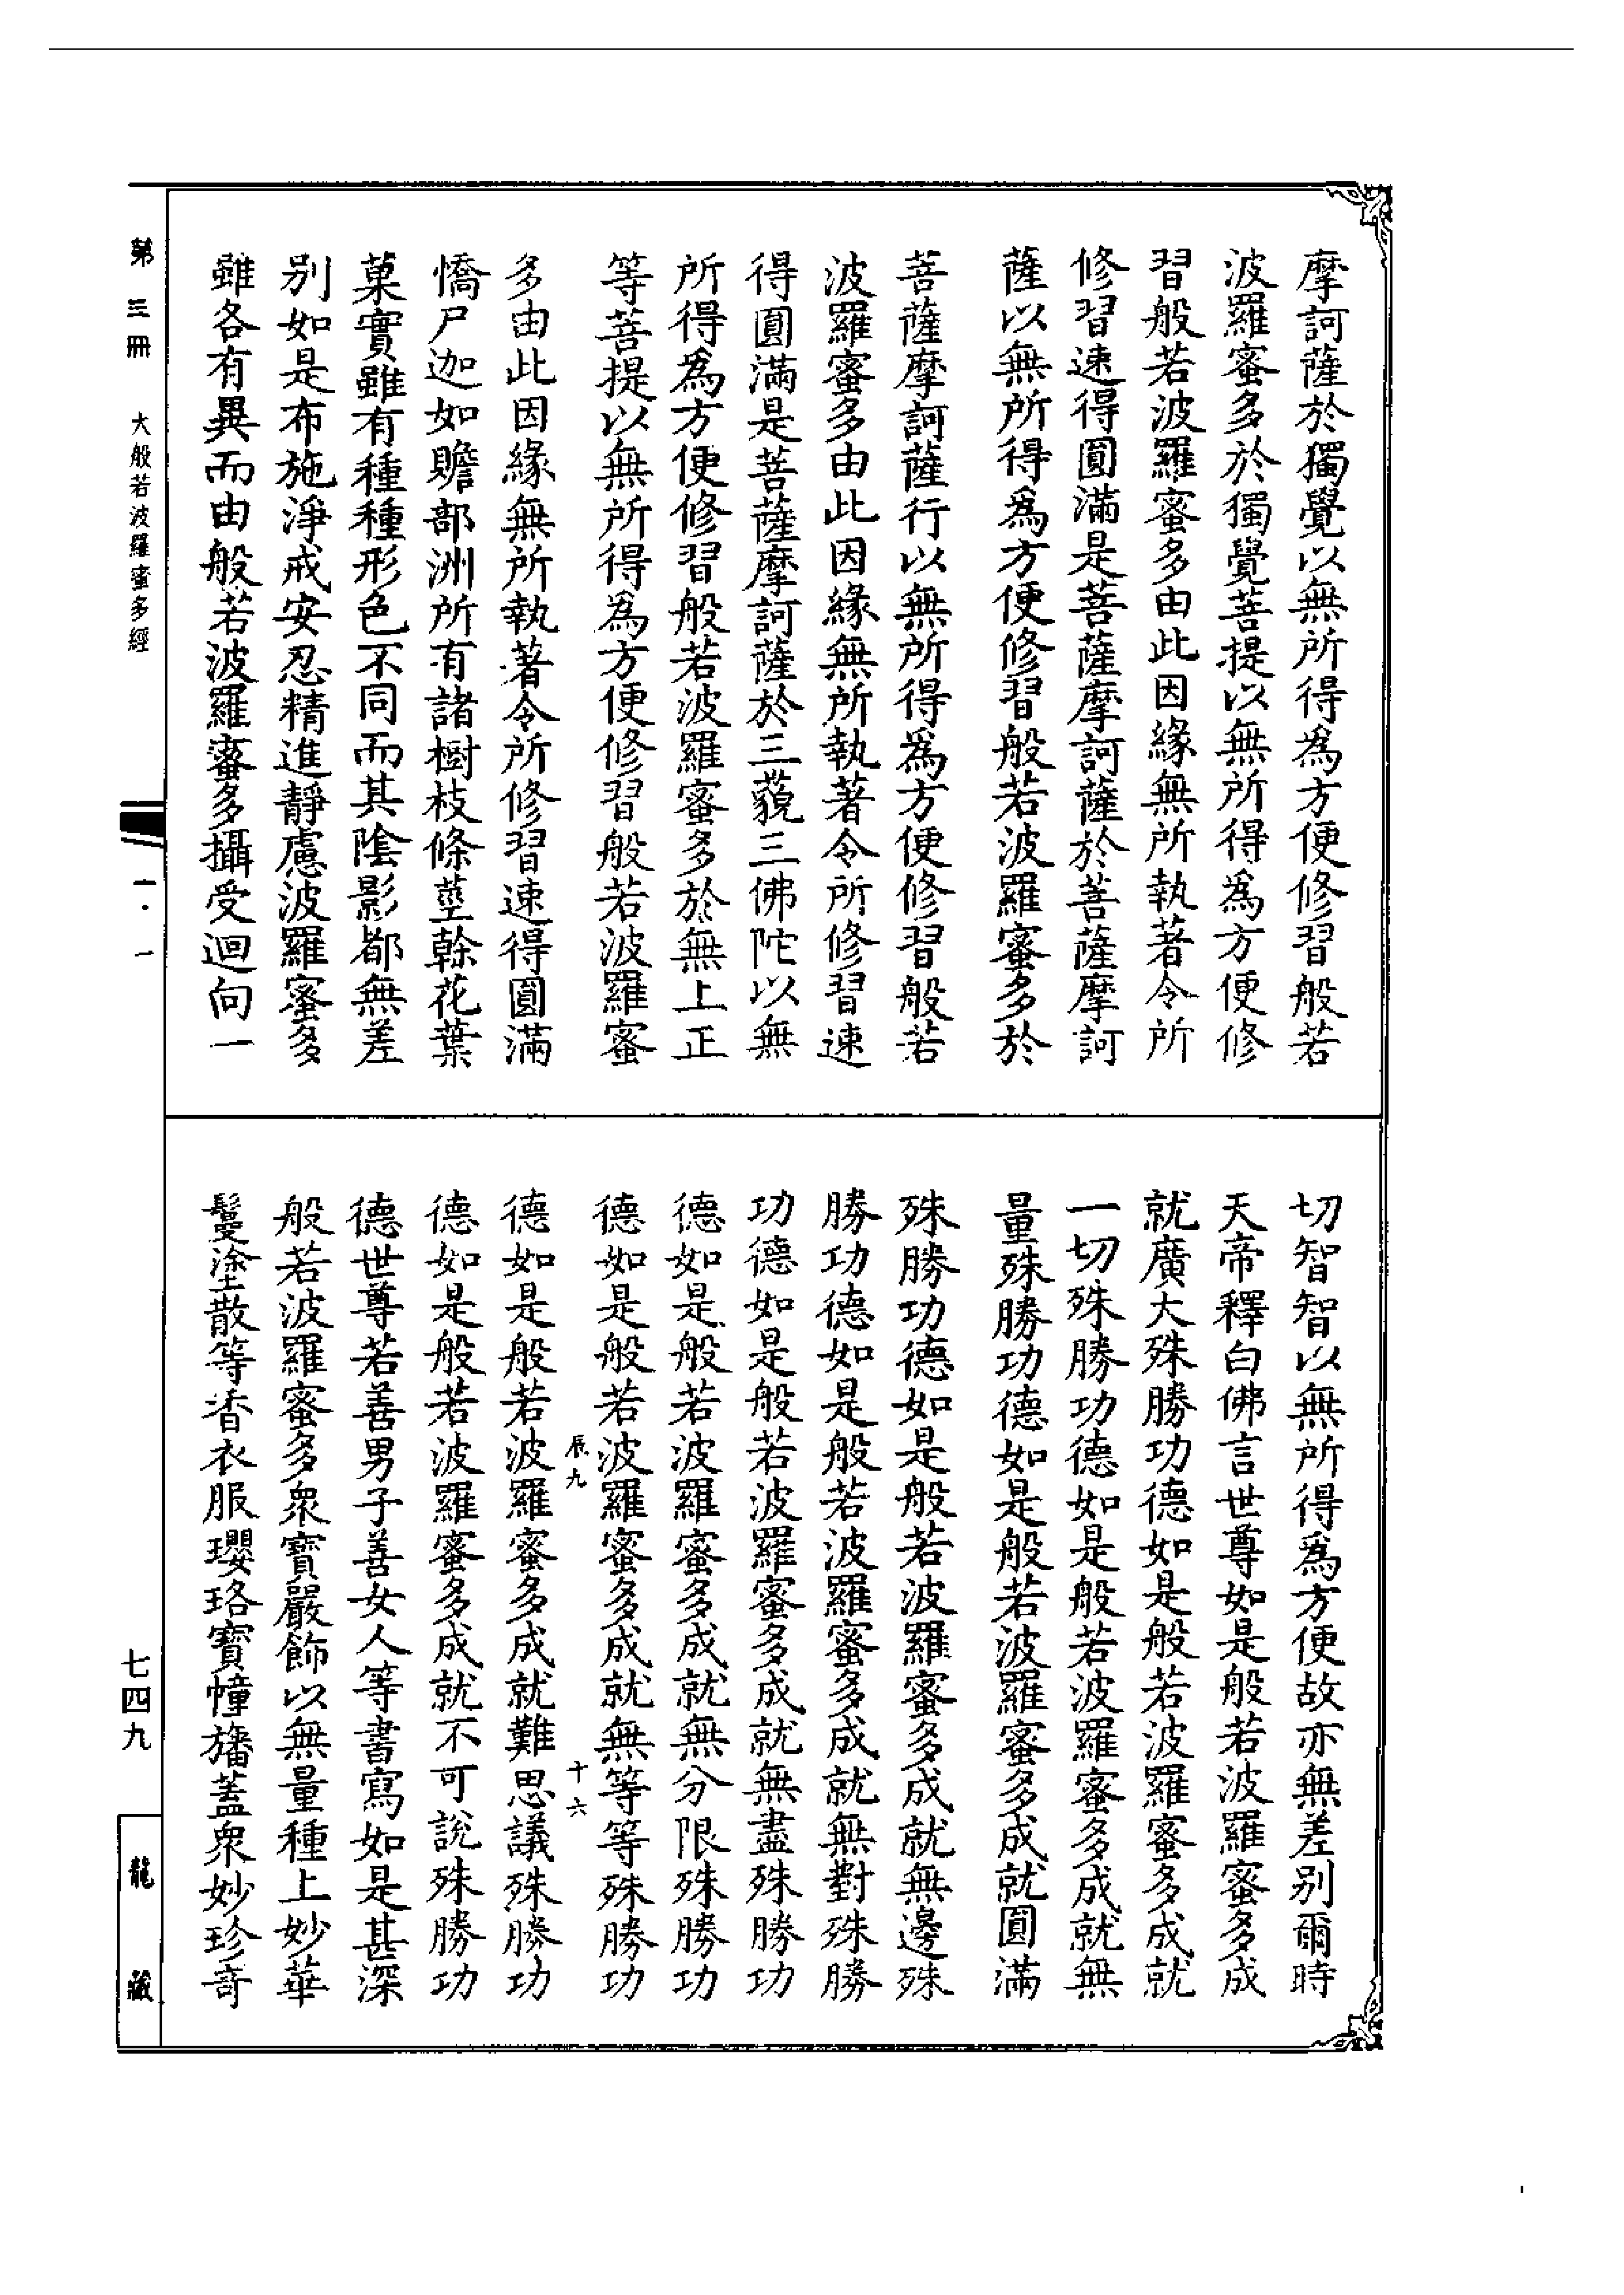 摩訶薩於獨覺以無所得為方便修習般若
波羅蜜多於獨覺菩提以無所得為方便修
習般若波羅蜜多由此因緣無所執著令所
修習速得圓滿是菩薩摩訶薩於菩薩摩訶
薩以無所得為方便修習般若波羅蜜多於
菩薩摩訶薩行以無所得為方便修習般若
波羅蜜多由此因緣無所執著令所修習速
得圓滿是菩薩摩訶薩於三藐三佛陀以無
所得為方便修習般若波羅蜜多於無上正
等菩提以無所得為方便修習般若波羅蜜
多由此因緣無所執著令所修習速得圓滿
憍尸迦如贍部洲所有諸樹枝條莖榦花葉
菓實雖有種種形色不同而其陰影都無差
別如是布施淨戒安忍精進靜慮波羅蜜多
雖各有異而由般若波羅蜜多攝受迴向一
切智智以無所得為方便故亦無差別爾時
天帝釋白佛言世尊如是般若波羅蜜多成
就廣大殊勝功德如是般若波羅蜜多成就
一切殊勝功德如是般若波羅蜜多成就無
量殊勝功德如是般若波羅蜜多成就圓滿
殊勝功德如是般若波羅蜜多成就無邊殊
勝功德如是般若波羅蜜多成就無對殊勝
功德如是般若波羅蜜多成就無盡殊勝功
德如是般若波羅蜜多成就無分限殊勝功
德如是般若波羅蜜多成就無等等殊勝功
辰九 十六
德如是般若波羅蜜多成就難思議殊勝功
德如是般若波羅蜜多成就不可說殊勝功
德世尊若善男子善女人等書寫如是甚深
般若波羅蜜多眾寶嚴飾以無量種上妙華
鬘塗散等香衣服瓔珞寶幢旛蓋眾妙珍奇
第三冊 大般若波羅蜜多經 一·一 七四九 龍藏